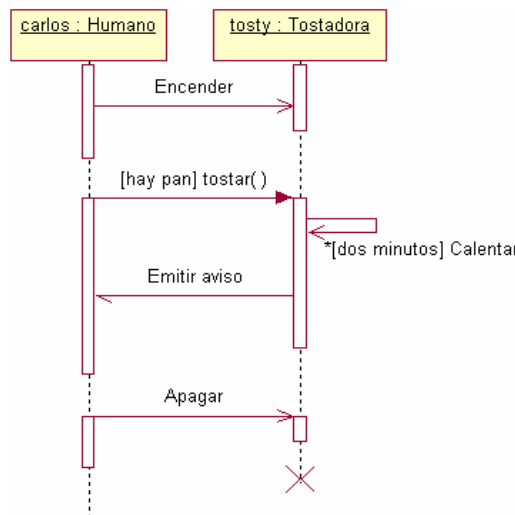 carlos : Humano
tosty : Tostadora
Encender
[hay pan] tostar( )
*[dos minutos] Calentar
Emitir aviso
Apagar